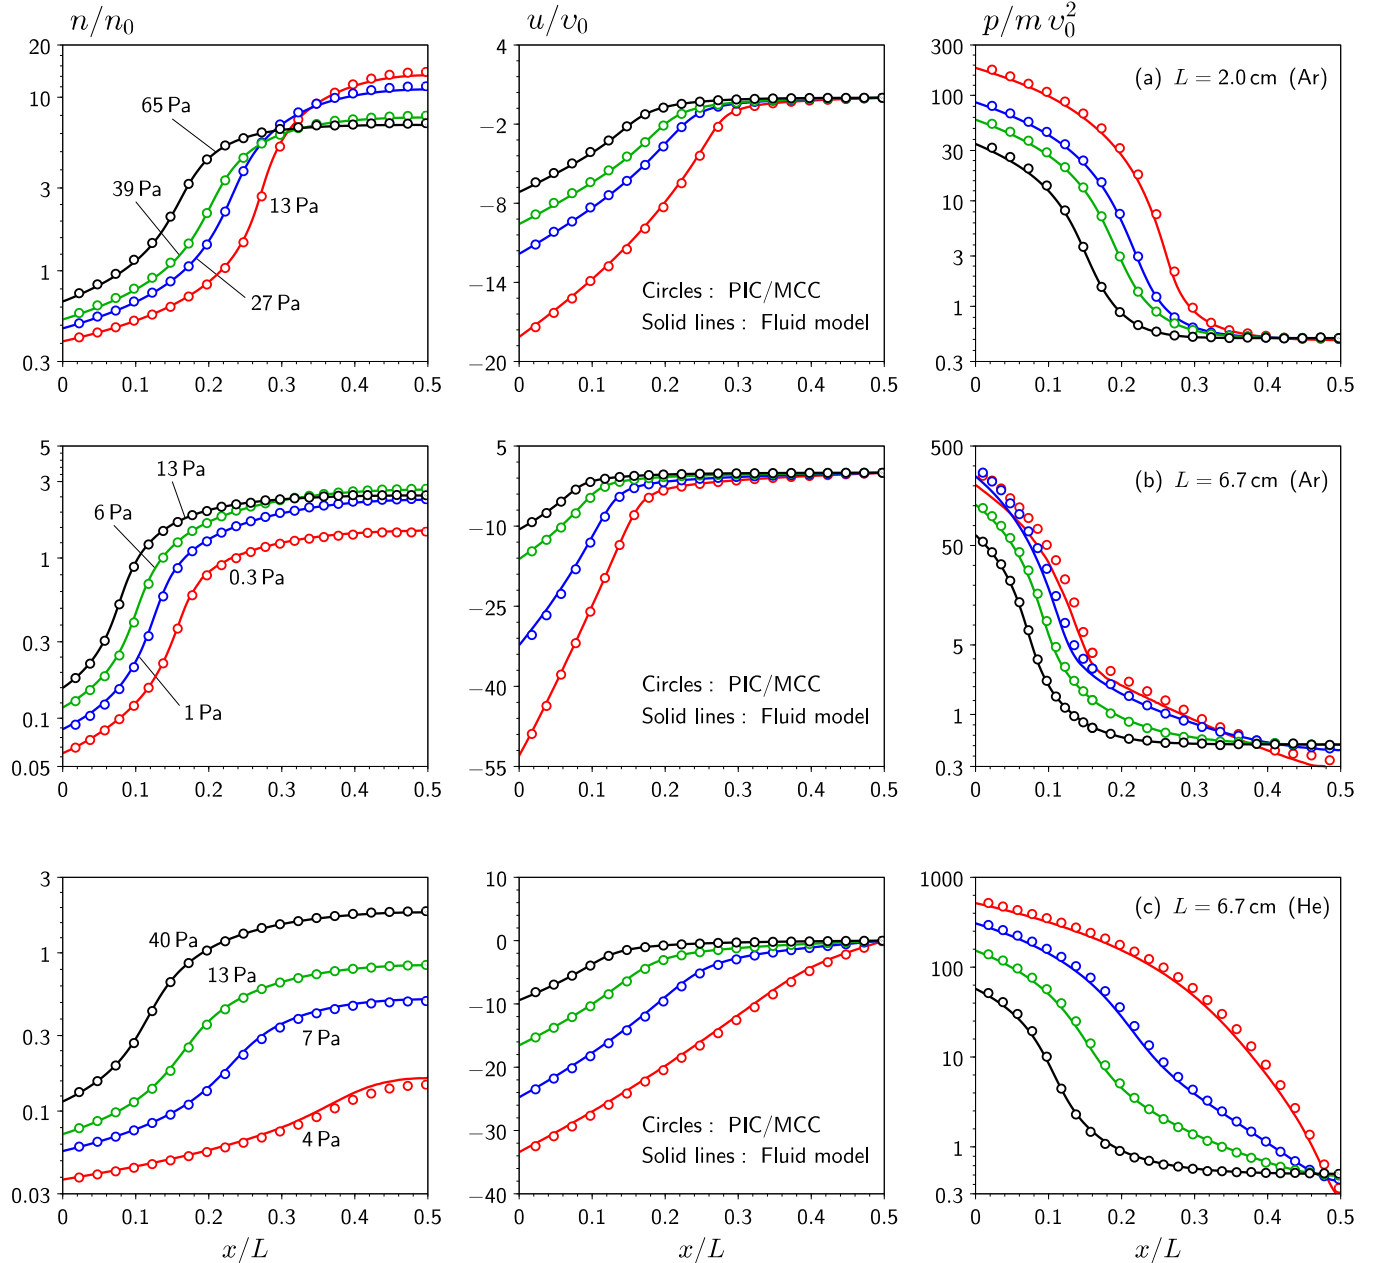 n/n₀ u/υ₀ p/m υ₀²
20
10
3
1
0.3
65 Pa
39 Pa
27 Pa
13 Pa
0 0.1 0.2 0.3 0.4 0.5
4
−2
−8
−14
−20
Circles : PIC/MCC
Solid lines : Fluid model
0 0.1 0.2 0.3 0.4 0.5
300
100
30
10
3
1
0.3
(a) L = 2.0 cm (Ar)
0 0.1 0.2 0.3 0.4 0.5
5
3
1
0.3
0.1
0.05
13 Pa
6 Pa
0.3 Pa
1 Pa
0 0.1 0.2 0.3 0.4 0.5
5
−10
−25
−40
−55
Circles : PIC/MCC
Solid lines : Fluid model
0 0.1 0.2 0.3 0.4 0.5
500
50
5
1
0.3
(b) L = 6.7 cm (Ar)
0 0.1 0.2 0.3 0.4 0.5
3
1
0.3
0.1
0.03
40 Pa
13 Pa
7 Pa
4 Pa
0 0.1 0.2 0.3 0.4 0.5
x/L
10
0
−10
−20
−30
−40
Circles : PIC/MCC
Solid lines : Fluid model
0 0.1 0.2 0.3 0.4 0.5
x/L
1000
100
10
1
0.3
(c) L = 6.7 cm (He)
0 0.1 0.2 0.3 0.4 0.5
x/L